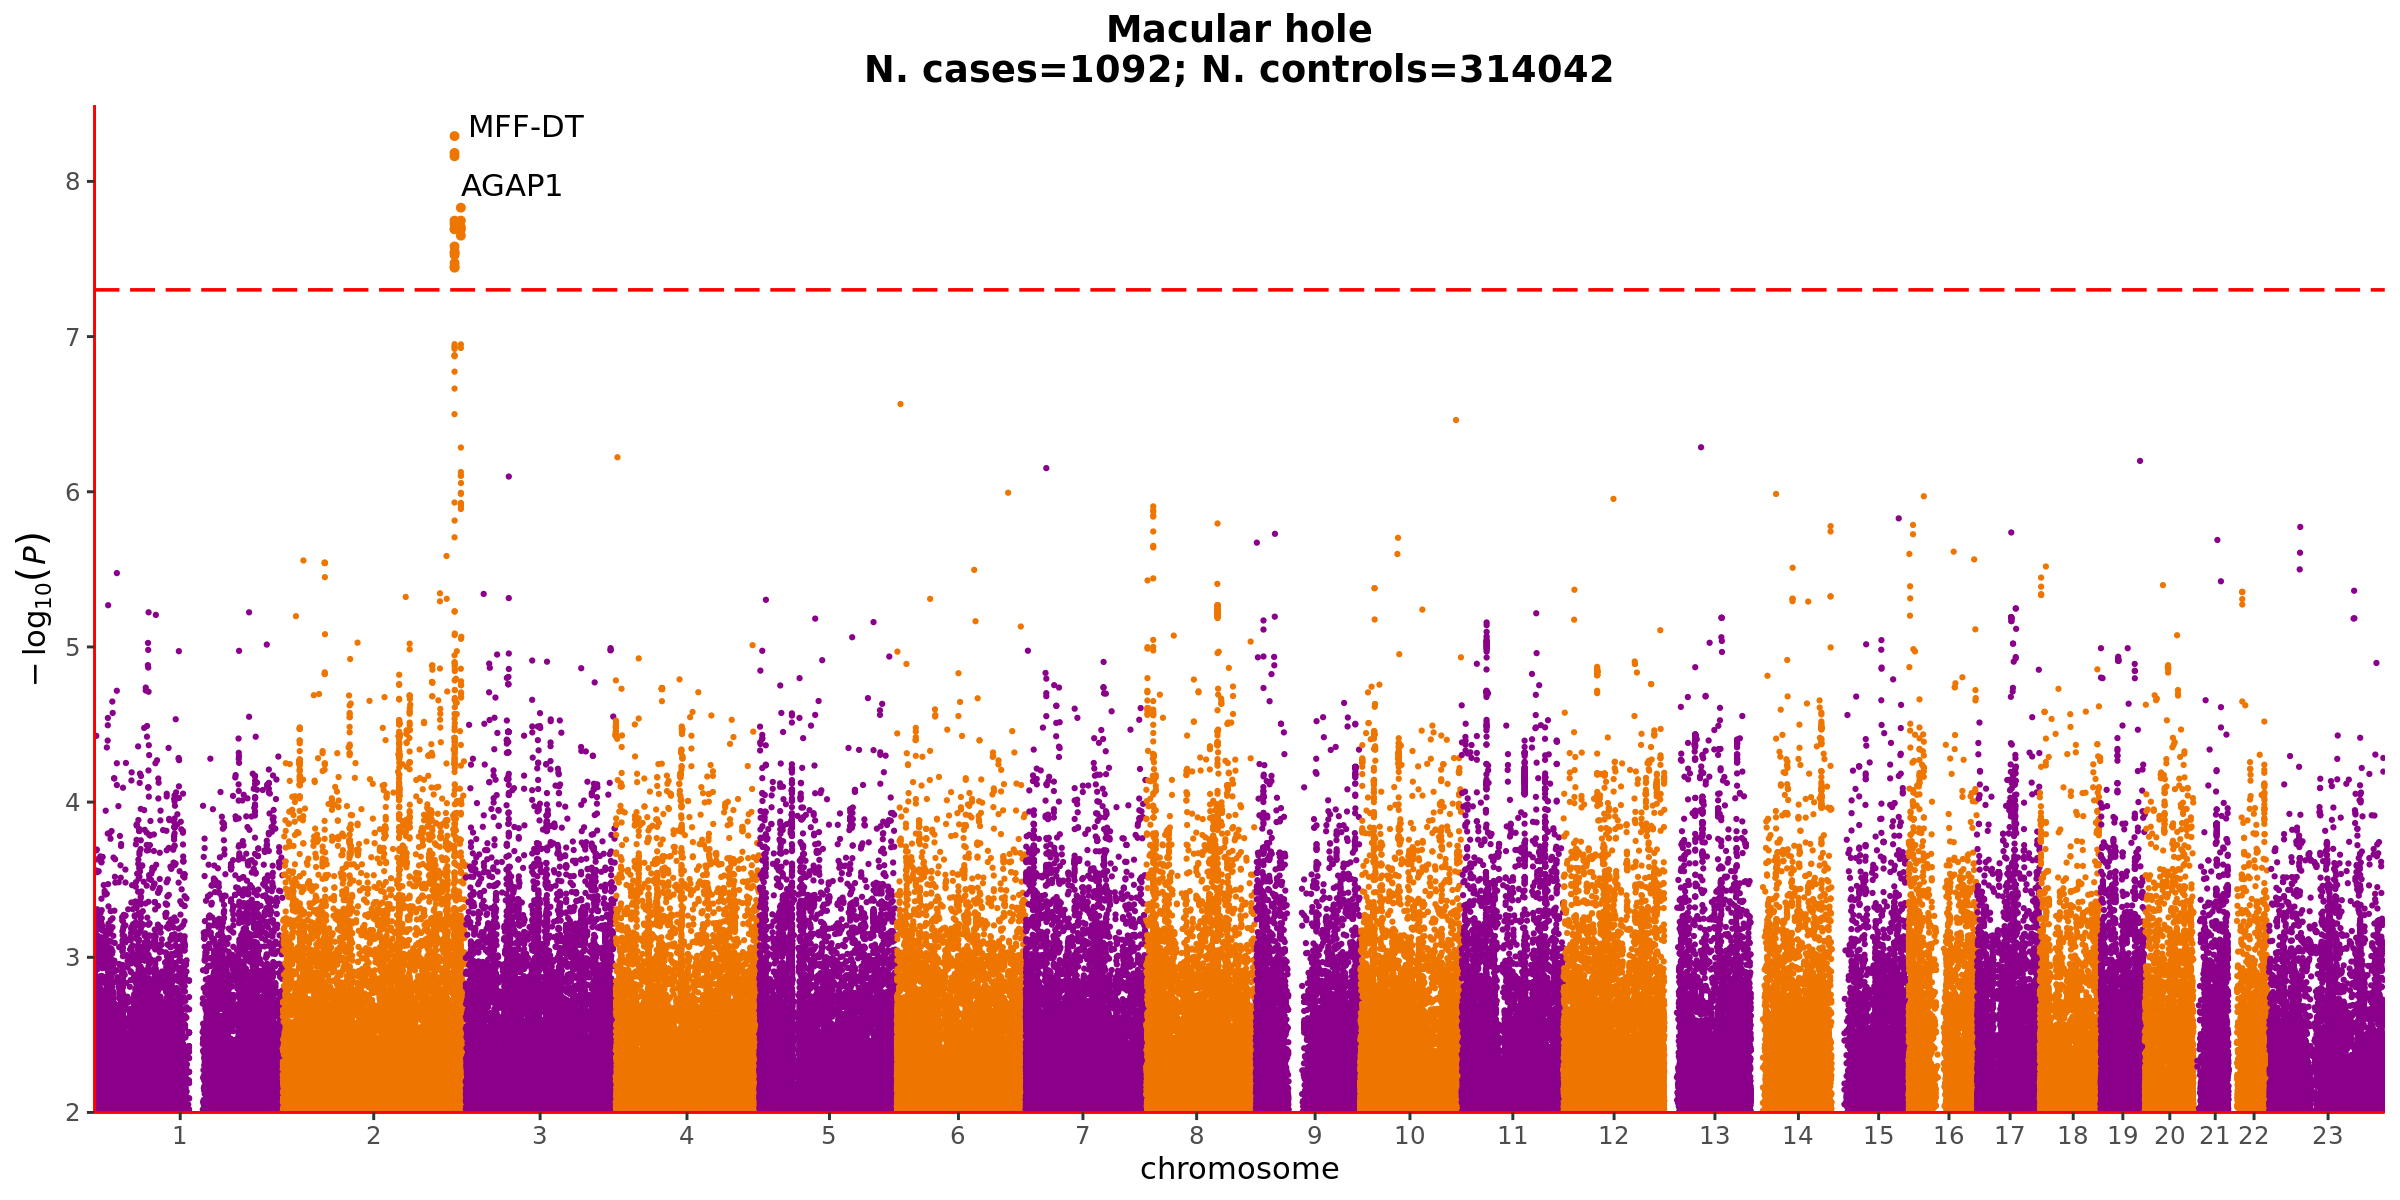 Macular hole
N. cases=1092; N. controls=314042
MFF-DT
AGAP1
8
7
6
5
4
3
2
− log10(P)
1 2 3 4 5 6 7 8 9 10 11 12 13 14 15 16 17 18 19 20 21 22 23
chromosome